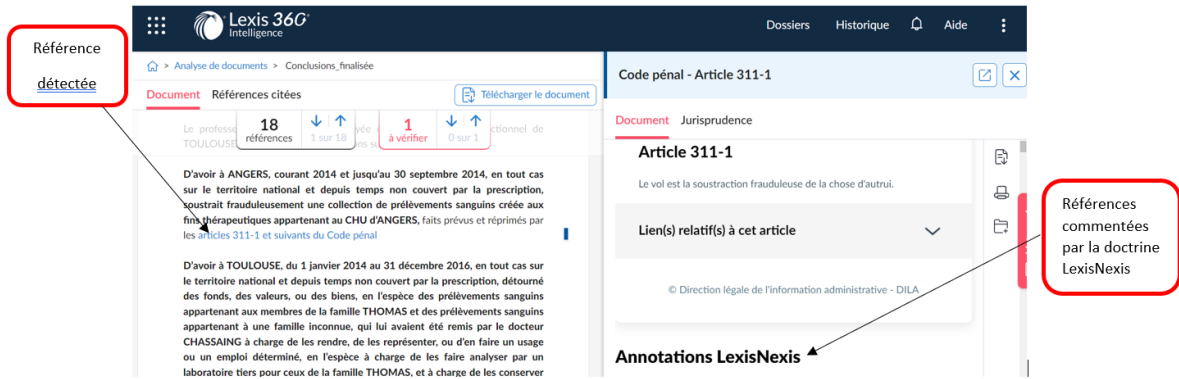 Référence
détectée
Lexis 360
Intelligence
Dossiers
Historique
Aide
> Analyse de documents > Conclusions_finalisée
Document Références citées
Télécharger le document
18
références
1 sur 18
1
à vérifier
0 sur 1
Le professe
ctionnel de
TOULOUSE
D'avoir à ANGERS, courant 2014 et jusqu'au 30 septembre 2014, en tout cas
sur le territoire national et depuis temps non couvert par la prescription,
soustrait frauduleusement une collection de prélèvements sanguins créée aux
fins thérapeutiques appartenant au CHU d'ANGERS, faits prévus et réprimés par
les articles 311-1 et suivants du Code pénal
D'avoir à TOULOUSE, du 1 janvier 2014 au 31 décembre 2016, en tout cas sur
le territoire national et depuis temps non couvert par la prescription, détourné
des fonds, des valeurs, ou des biens, en l'espèce des prélèvements sanguins
appartenant aux membres de la famille THOMAS et des prélèvements sanguins
appartenant à une famille inconnue, qui lui avaient été remis par le docteur
CHASSAING à charge de les rendre, de les représenter, ou d'en faire un usage
ou un emploi déterminé, en l'espèce à charge de les faire analyser par un
laboratoire tiers pour ceux de la famille THOMAS, et à charge de les conserver
Code pénal - Article 311-1
Document Jurisprudence
Article 311-1
Le vol est la soustraction frauduleuse de la chose d'autrui.
Lien(s) relatif(s) à cet article
© Direction légale de l'information administrative - DILA
Annotations LexisNexis
Références
commentées
par la doctrine
LexisNexis